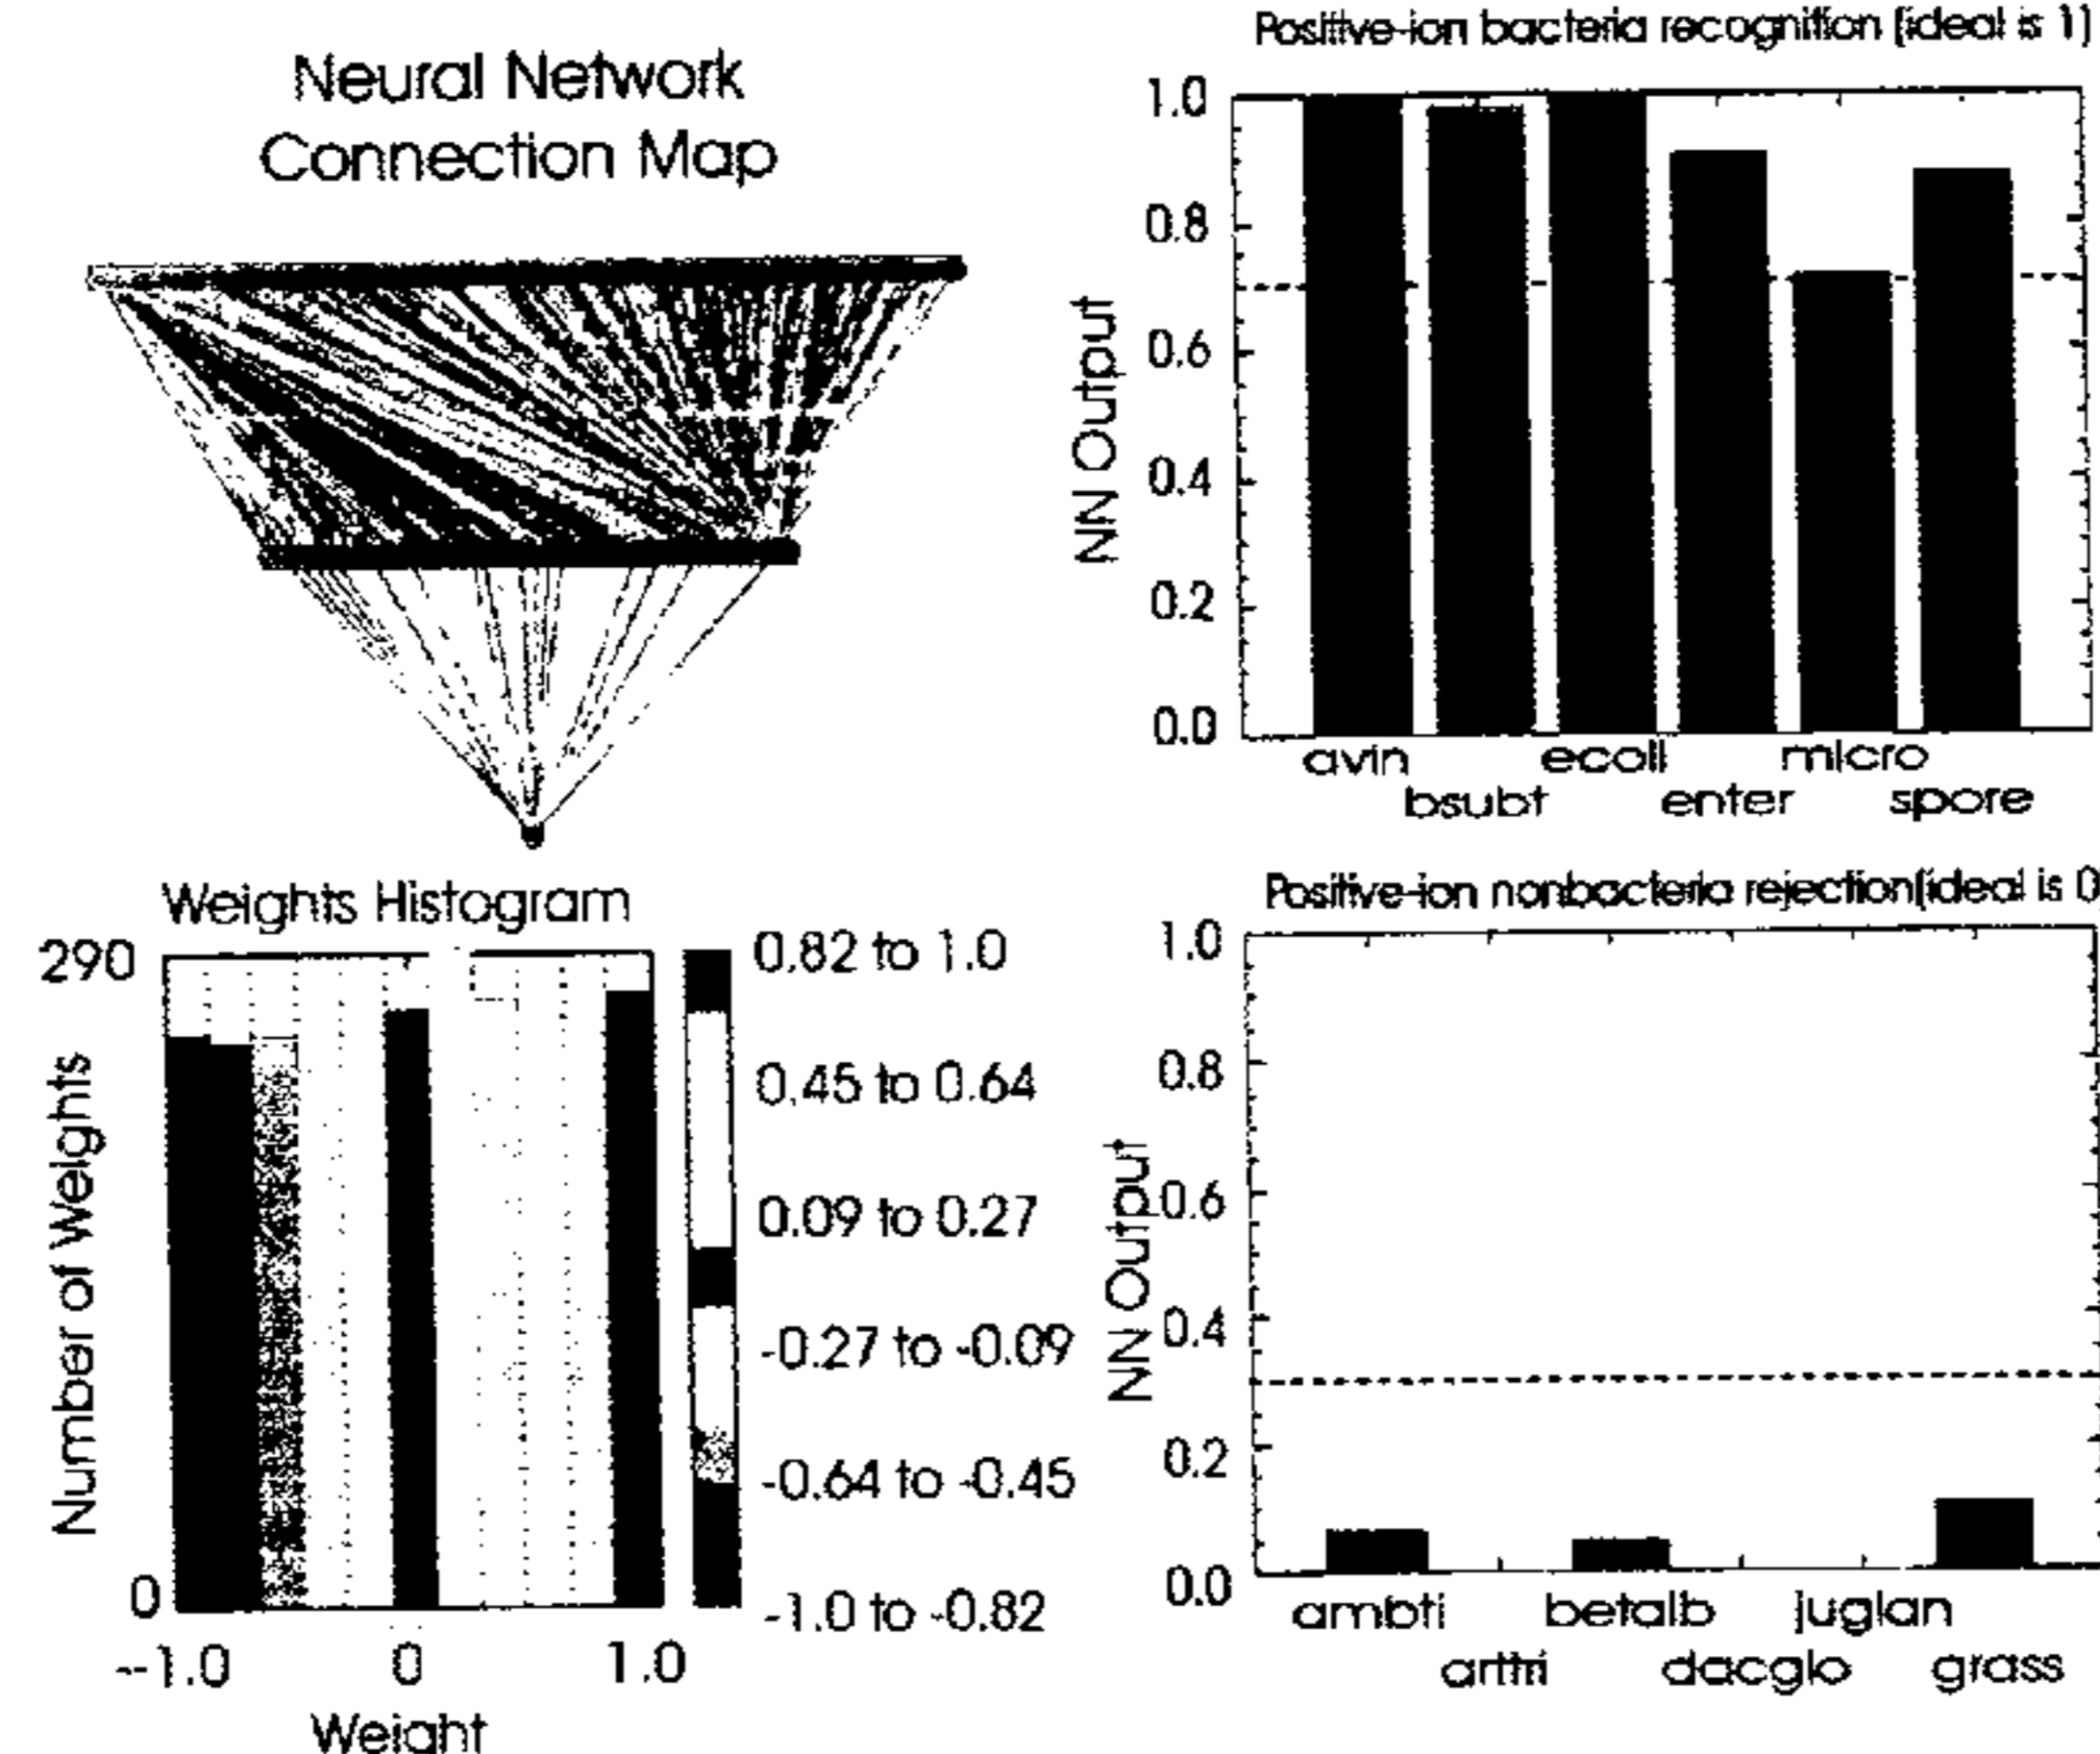 Neural Network
Connection Map
Positive-ion bacteria recognition (ideal is 1)
NN Output
1.0
0.8
0.6
0.4
0.2
0.0
avin
ecoli
micro
bsubt
enter
spore
Weights Histogram
Number of Weights
290
0
--1.0
0
1.0
Weight
0.82 to 1.0
0.45 to 0.64
0.09 to 0.27
-0.27 to -0.09
-0.64 to -0.45
-1.0 to -0.82
Positive-ion nonbacteria rejection(ideal is 0
NN Output
1.0
0.8
0.6
0.4
0.2
0.0
ambti
betalb
juglan
arttri
dacglo
grass